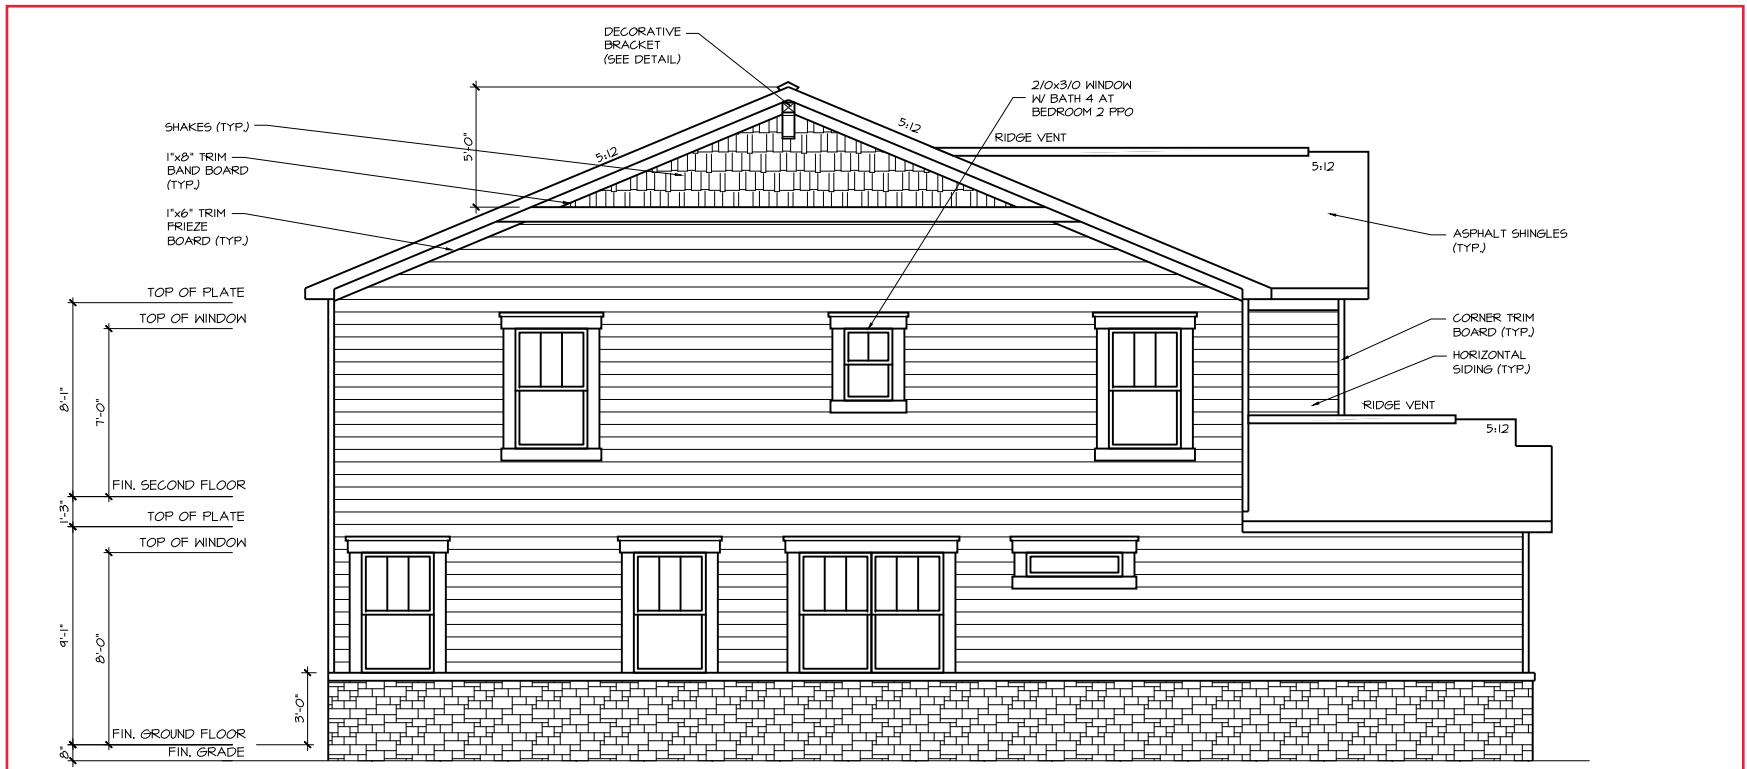 DECORATIVE
BRACKET
(SEE DETAIL)
2/0x3/0 WINDOW
W/ BATH 4 AT
BEDROOM 2 PPO
SHAKES (TYP.)
1"x8" TRIM
BAND BOARD
(TYP.)
1"x6" TRIM
FRIEZE
BOARD (TYP.)
5'-0"
5:12
5:12
RIDGE VENT
5:12
ASPHALT SHINGLES
(TYP.)
TOP OF PLATE
TOP OF WINDOW
CORNER TRIM
BOARD (TYP.)
HORIZONTAL
SIDING (TYP.)
8'-1"
7'-0"
RIDGE VENT
5:12
FIN. SECOND FLOOR
1'-3"
TOP OF PLATE
TOP OF WINDOW
9'-1"
8'-0"
3'-0"
FIN. GROUND FLOOR
FIN. GRADE
8"